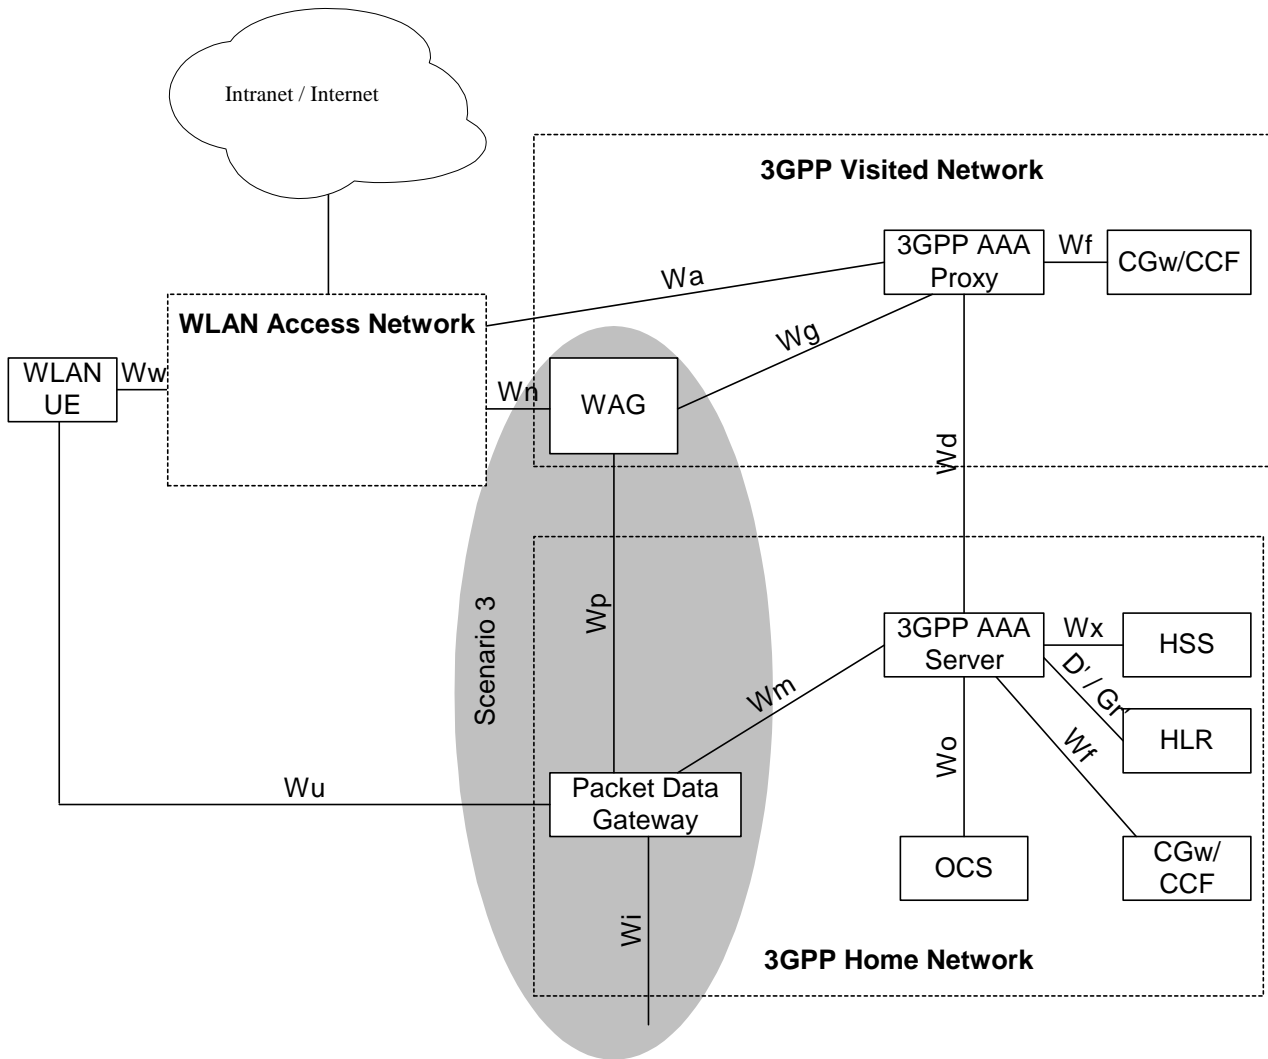 Intranet / Internet
3GPP Visited Network
3GPP AAA
Proxy
Wf
CGw/CCF
Wa
WLAN Access Network
Wg
WLAN
UE
Ww
Wn
WAG
Wd
Scenario 3
Wp
3GPP AAA
Server
Wx
HSS
D' / Gr'
HLR
Wm
Wo
Wf
Wu
Packet Data
Gateway
OCS
CGw/
CCF
Wi
3GPP Home Network